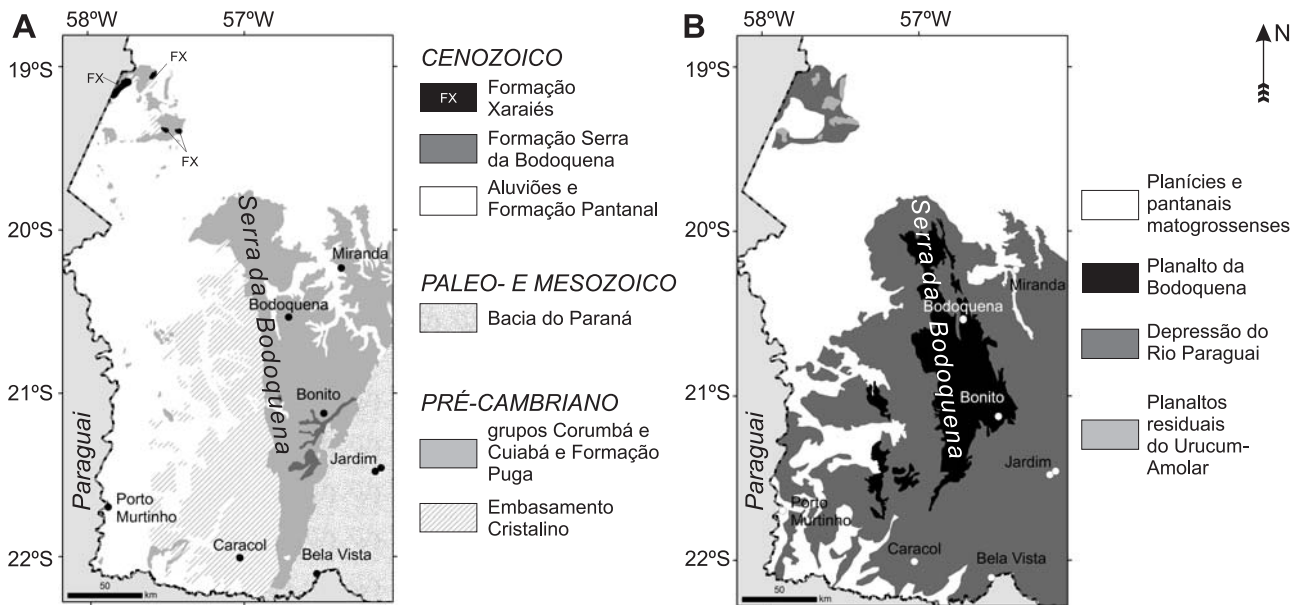 A
58ºW
57ºW
19ºS
20ºS
21ºS
22ºS
FX
FX
FX
Serra da Bodoquena
Miranda
Bodoquena
Bonito
Jardim
Paraguai
Porto
Murtinho
Caracol
Bela Vista
50
km
CENOZOICO
FX
Formação
Xaraiés
Formação Serra
da Bodoquena
Aluviões e
Formação Pantanal
PALEO- E MESOZOICO
Bacia do Paraná
PRÉ-CAMBRIANO
grupos Corumbá e
Cuiabá e Formação
Puga
Embasamento
Cristalino
B
58ºW
57ºW
19ºS
20ºS
21ºS
22ºS
Serra da Bodoquena
Miranda
Bodoquena
Bonito
Jardim
Paraguai
Porto
Murtinho
Caracol
Bela Vista
50
km
N
Planícies e
pantanais
matogrossenses
Planalto da
Bodoquena
Depressão do
Rio Paraguai
Planaltos
residuais
do Urucum-
Amolar